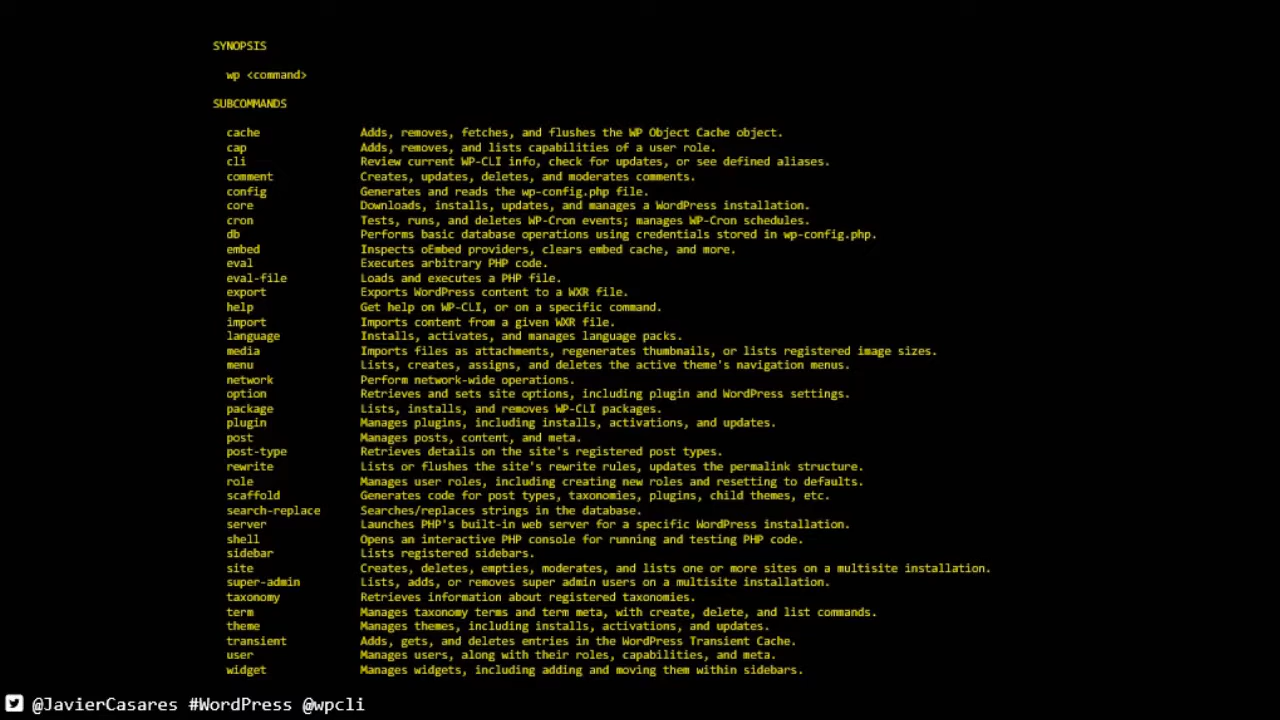 SYNOPSIS
wp <command>
SUBCOMMANDS
cache Adds, removes, fetches, and flushes the WP Object Cache object.
cap Adds, removes, and lists capabilities of a user role.
cli Review current WP-CLI info, check for updates, or see defined aliases.
comment Creates, updates, deletes, and moderates comments.
config Generates and reads the wp-config.php file.
core Downloads, installs, updates, and manages a WordPress installation.
cron Tests, runs, and deletes WP-Cron events; manages WP-Cron schedules.
db Performs basic database operations using credentials stored in wp-config.php.
embed Inspects oEmbed providers, clears embed cache, and more.
eval Executes arbitrary PHP code.
eval-file Loads and executes a PHP file.
export Exports WordPress content to a WXR file.
help Get help on WP-CLI, or on a specific command.
import Imports content from a given WXR file.
language Installs, activates, and manages language packs.
media Imports files as attachments, regenerates thumbnails, or lists registered image sizes.
menu Lists, creates, assigns, and deletes the active theme's navigation menus.
network Perform network-wide operations.
option Retrieves and sets site options, including plugin and WordPress settings.
package Lists, installs, and removes WP-CLI packages.
plugin Manages plugins, including installs, activations, and updates.
post Manages posts, content, and meta.
post-type Retrieves details on the site's registered post types.
rewrite Lists or flushes the site's rewrite rules, updates the permalink structure.
role Manages user roles, including creating new roles and resetting to defaults.
scaffold Generates code for post types, taxonomies, plugins, child themes, etc.
search-replace Searches/replaces strings in the database.
server Launches PHP's built-in web server for a specific WordPress installation.
shell Opens an interactive PHP console for running and testing PHP code.
sidebar Lists registered sidebars.
site Creates, deletes, empties, moderates, and lists one or more sites on a multisite installation.
super-admin Lists, adds, or removes super admin users on a multisite installation.
taxonomy Retrieves information about registered taxonomies.
term Manages taxonomy terms and term meta, with create, delete, and list commands.
theme Manages themes, including installs, activations, and updates.
transient Adds, gets, and deletes entries in the WordPress Transient Cache.
user Manages users, along with their roles, capabilities, and meta.
widget Manages widgets, including adding and moving them within sidebars.
@JavierCasares #WordPress @wpcli